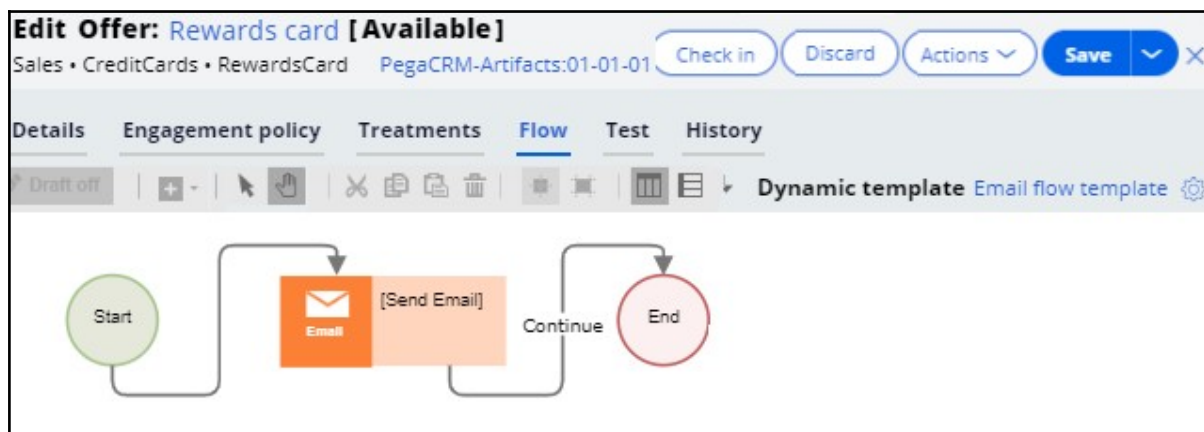 Edit Offer: Rewards card [Available]
Sales • CreditCards • RewardsCard PegaCRM-Artifacts:01-01-01 Check in Discard Actions Save
Details Engagement policy Treatments Flow Test History
Draft off Dynamic template Email flow template
Start
Email
[Send Email]
Continue
End